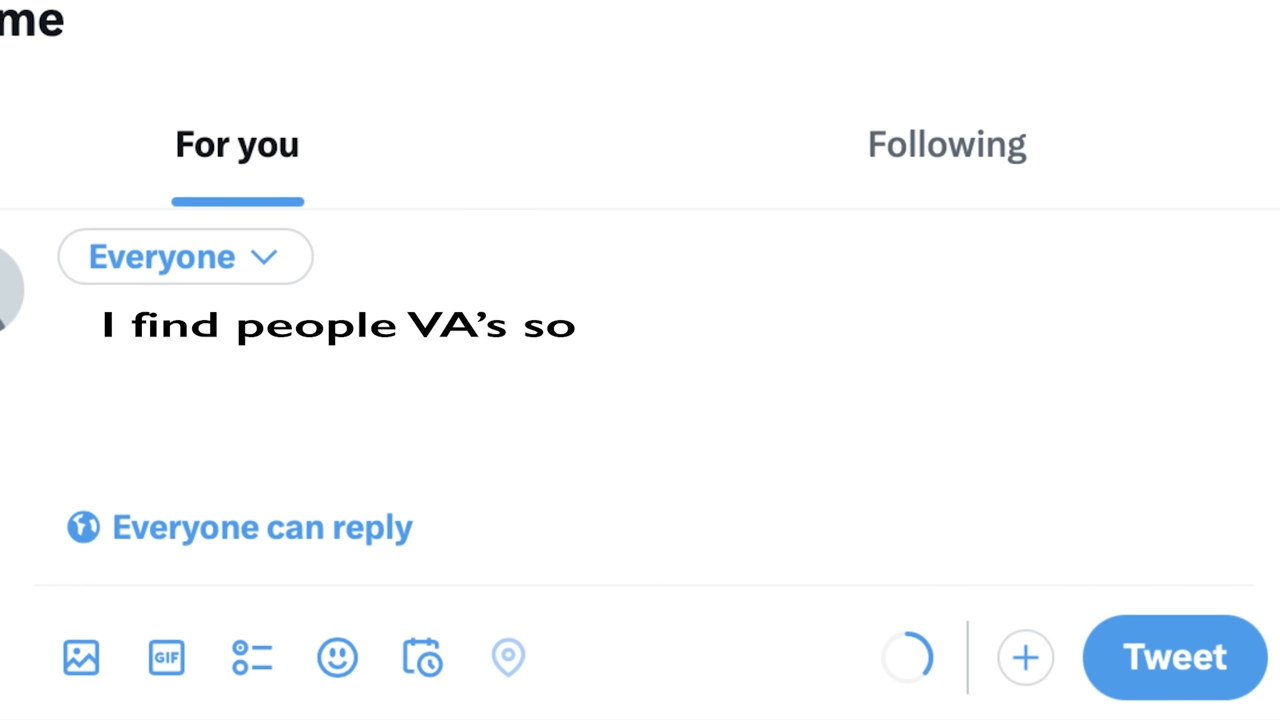 me
For you
Following
Everyone
I find people VA’s so
Everyone can reply
GIF
Tweet